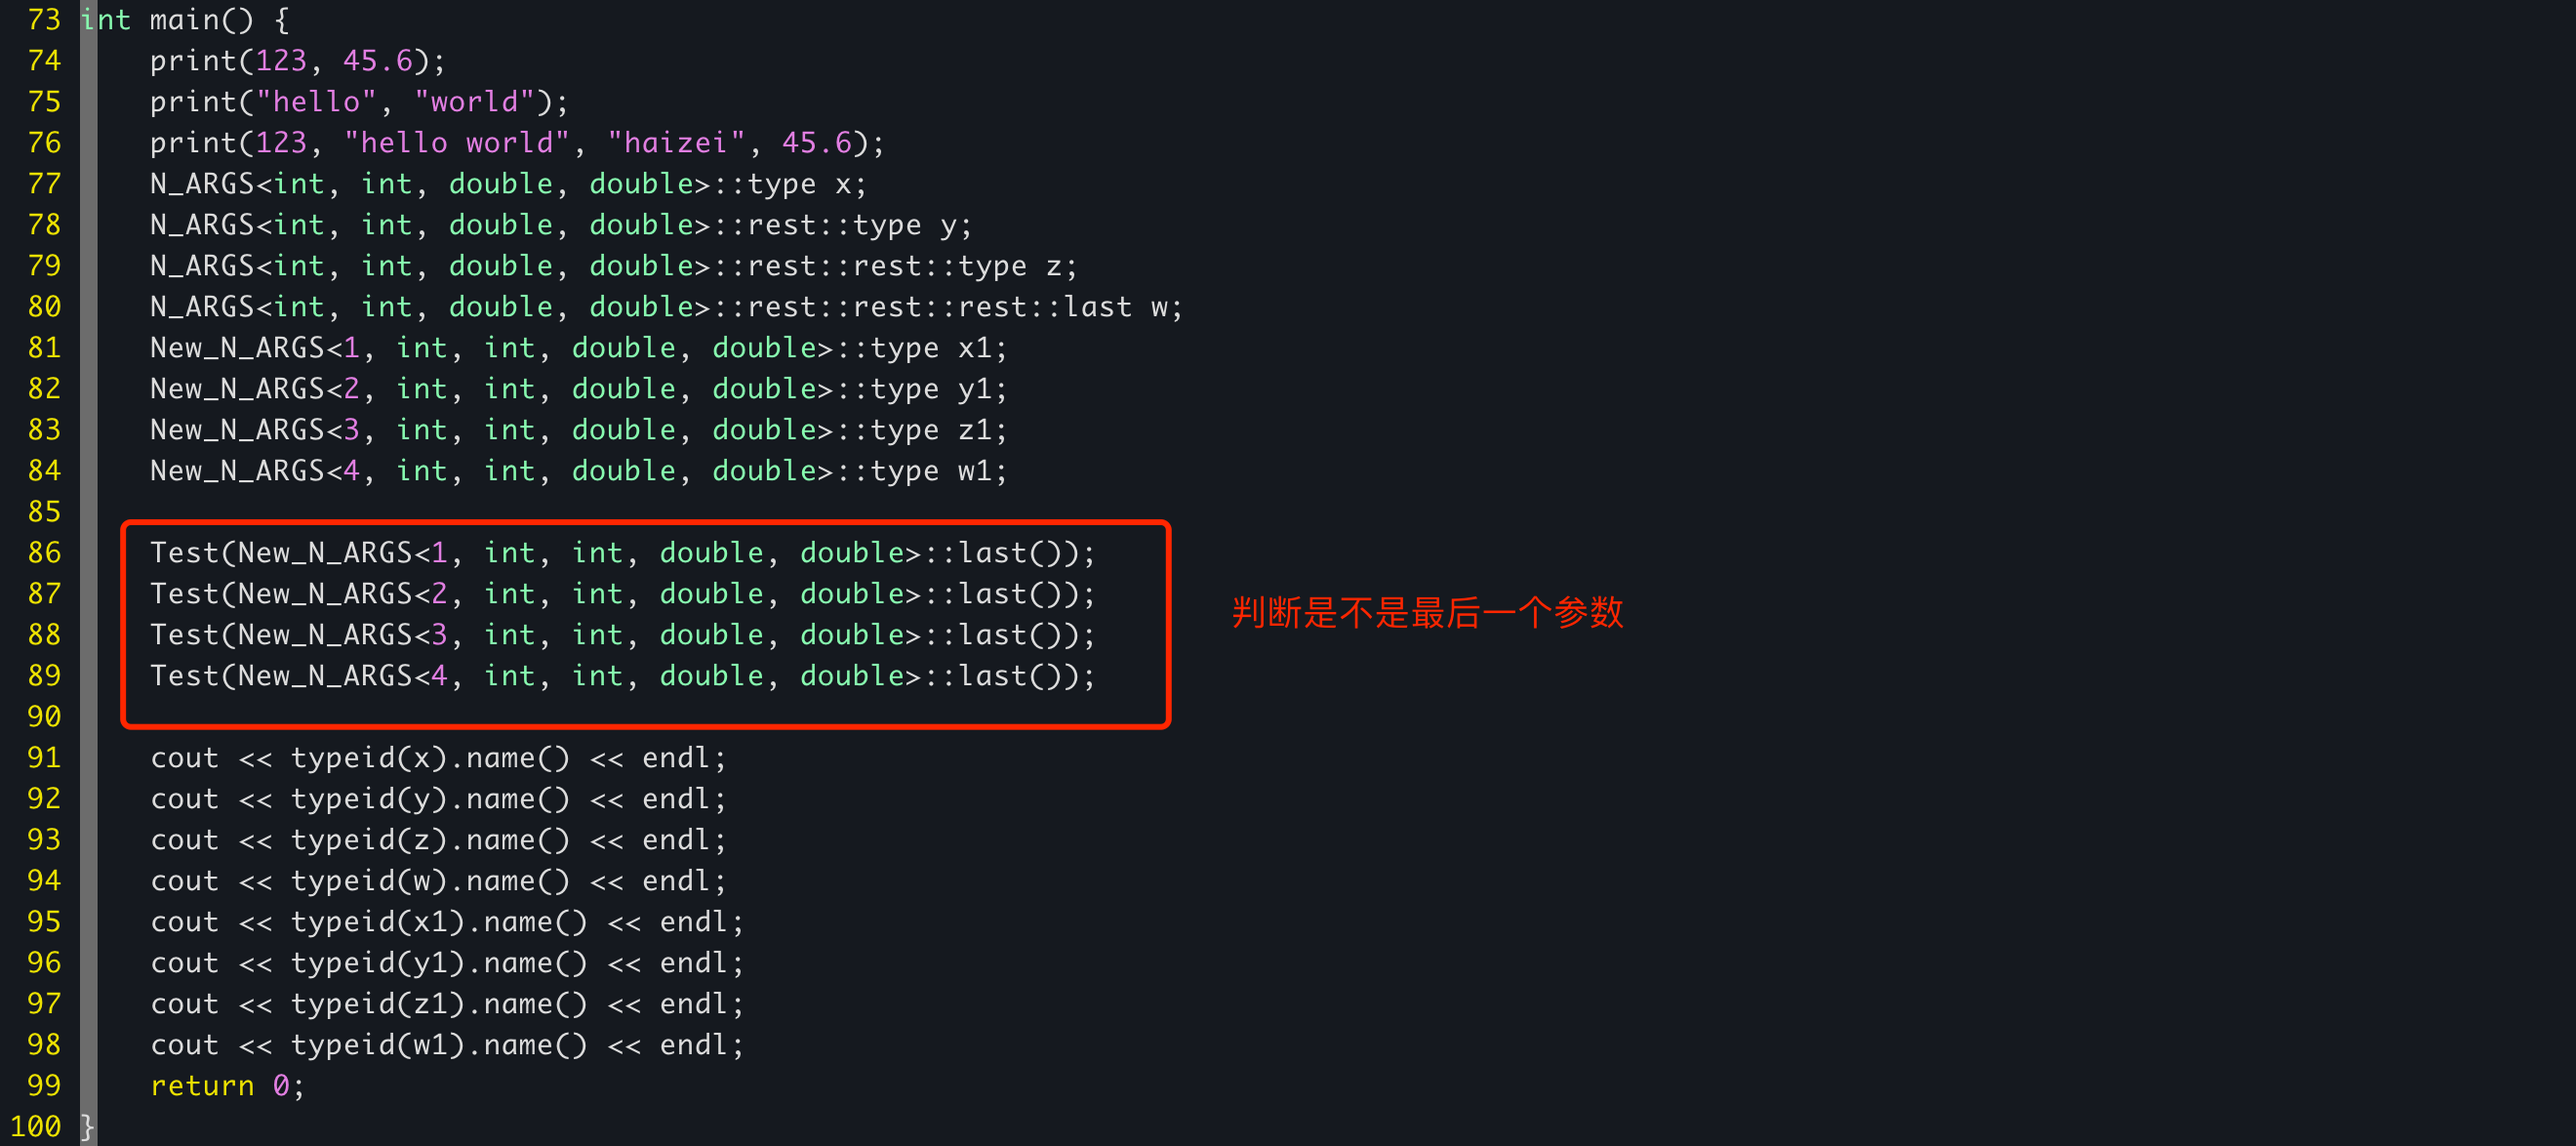 73 int main() {
74     print(123, 45.6);
75     print("hello", "world");
76     print(123, "hello world", "haizei", 45.6);
77     N_ARGS<int, int, double, double>::type x;
78     N_ARGS<int, int, double, double>::rest::type y;
79     N_ARGS<int, int, double, double>::rest::rest::type z;
80     N_ARGS<int, int, double, double>::rest::rest::rest::last w;
81     New_N_ARGS<1, int, int, double, double>::type x1;
82     New_N_ARGS<2, int, int, double, double>::type y1;
83     New_N_ARGS<3, int, int, double, double>::type z1;
84     New_N_ARGS<4, int, int, double, double>::type w1;
85
86     Test(New_N_ARGS<1, int, int, double, double>::last());
87     Test(New_N_ARGS<2, int, int, double, double>::last());
判断是不是最后一个参数
88     Test(New_N_ARGS<3, int, int, double, double>::last());
89     Test(New_N_ARGS<4, int, int, double, double>::last());
90
91     cout << typeid(x).name() << endl;
92     cout << typeid(y).name() << endl;
93     cout << typeid(z).name() << endl;
94     cout << typeid(w).name() << endl;
95     cout << typeid(x1).name() << endl;
96     cout << typeid(y1).name() << endl;
97     cout << typeid(z1).name() << endl;
98     cout << typeid(w1).name() << endl;
99     return 0;
100 }